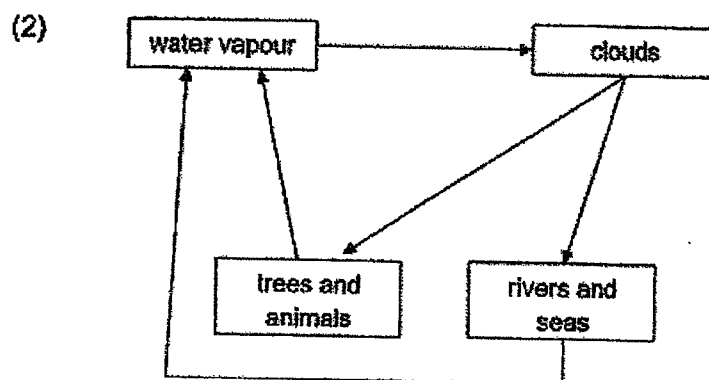 (2)
water vapour
clouds
trees and
animals
rivers and
seas